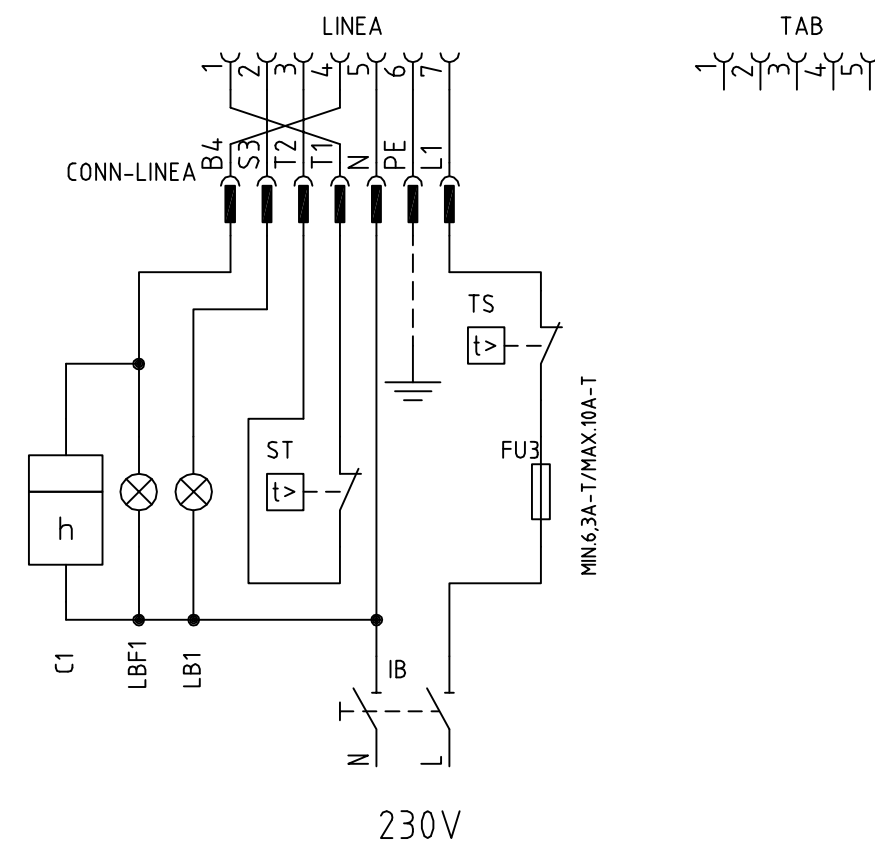 LINEA
TAB
1 2 3 4 5 6 7
1 2 3 4 5
B4 S3 T2 T1 N PE L1
CONN-LINEA
TS
t>
ST
t>
FU3
MIN.6,3A-T/MAX.10A-T
h
C1
LBF1
LB1
IB
N
L
230V